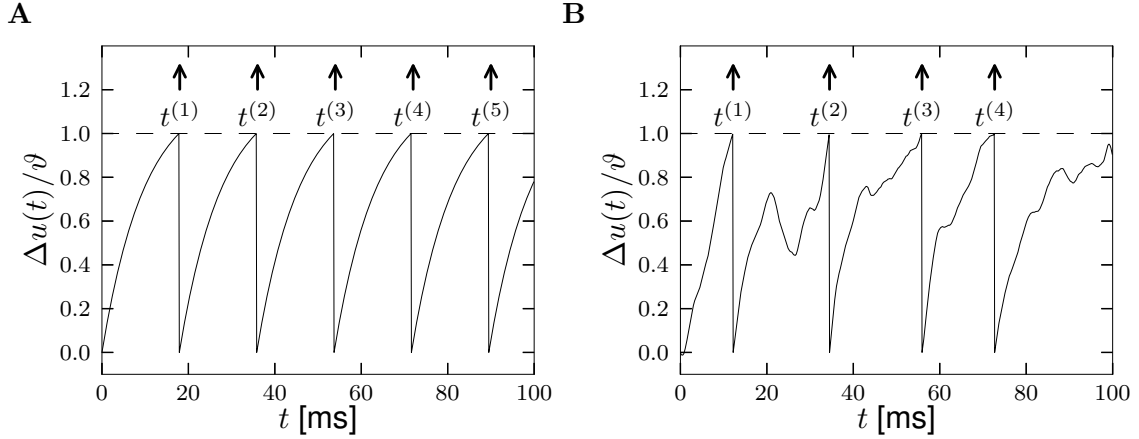 A
1.2
1.0
0.8
0.6
0.4
0.2
0.0
Δu(t)/ϑ
t^(1) t^(2) t^(3) t^(4) t^(5)
0 20 40 60 80 100
t [ms]
B
1.2
1.0
0.8
0.6
0.4
0.2
0.0
Δu(t)/ϑ
t^(1) t^(2) t^(3) t^(4)
0 20 40 60 80 100
t [ms]